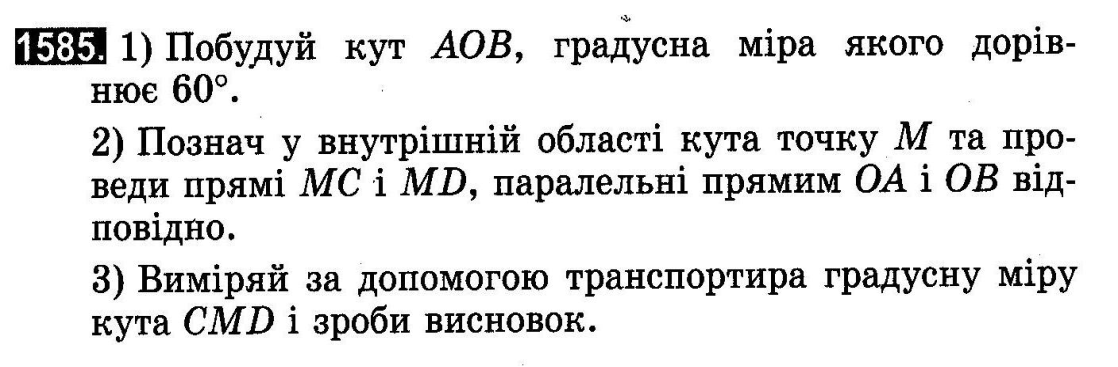 1585. 1) Побудуй кут AOB, градусна міра якого дорів-
нює 60°.
2) Познач у внутрішній області кута точку M та про-
веди прямі MC і MD, паралельні прямим OA і OB від-
повідно.
3) Виміряй за допомогою транспортира градусну міру
кута CMD і зроби висновок.